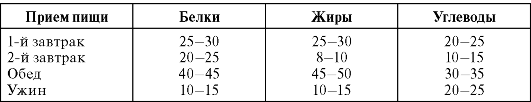 Прием пищи Белки Жиры Углеводы
1-й завтрак 25—30 25—30 20—25
2-й завтрак 20—25 8—10 10—15
Обед 40—45 45—50 30—35
Ужин 10—15 10—15 20—25